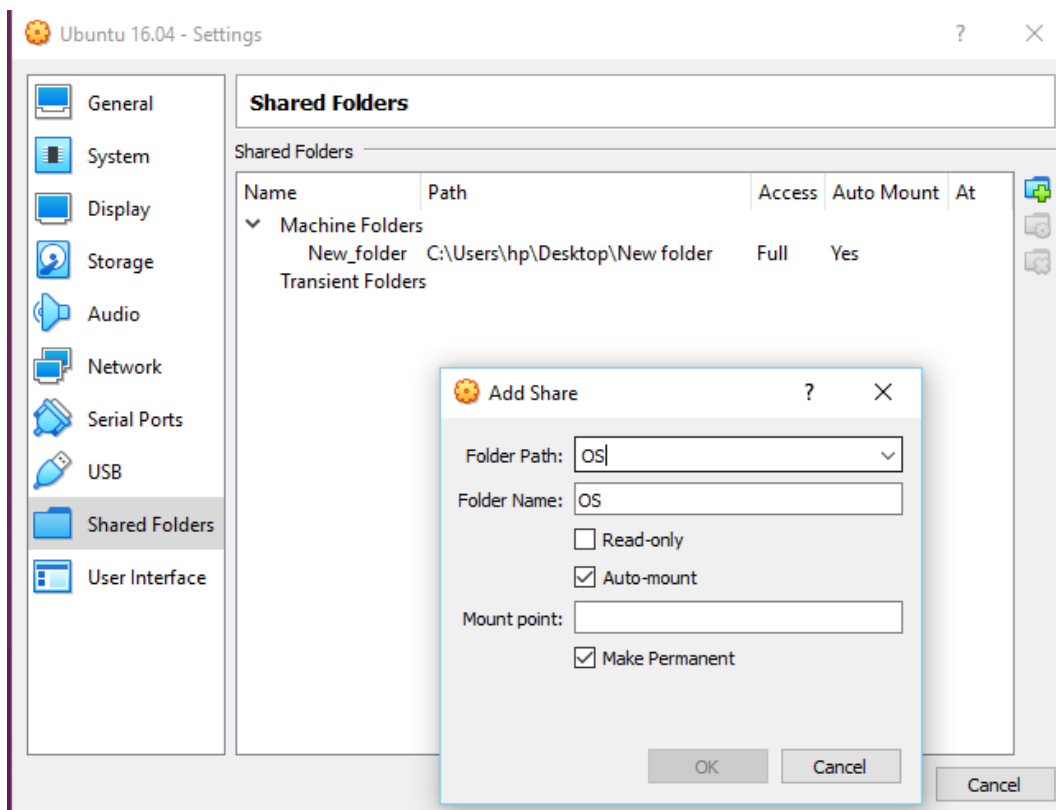 Ubuntu 16.04 - Settings ? ×
General
System
Display
Storage
Audio
Network
Serial Ports
USB
Shared Folders
User Interface
Shared Folders
Shared Folders
Name Path Access Auto Mount At
Machine Folders
New_folder C:\Users\hp\Desktop\New folder Full Yes
Transient Folders
Add Share ? ×
Folder Path: OS
Folder Name: OS
Read-only
Auto-mount
Mount point:
Make Permanent
OK Cancel
Cancel